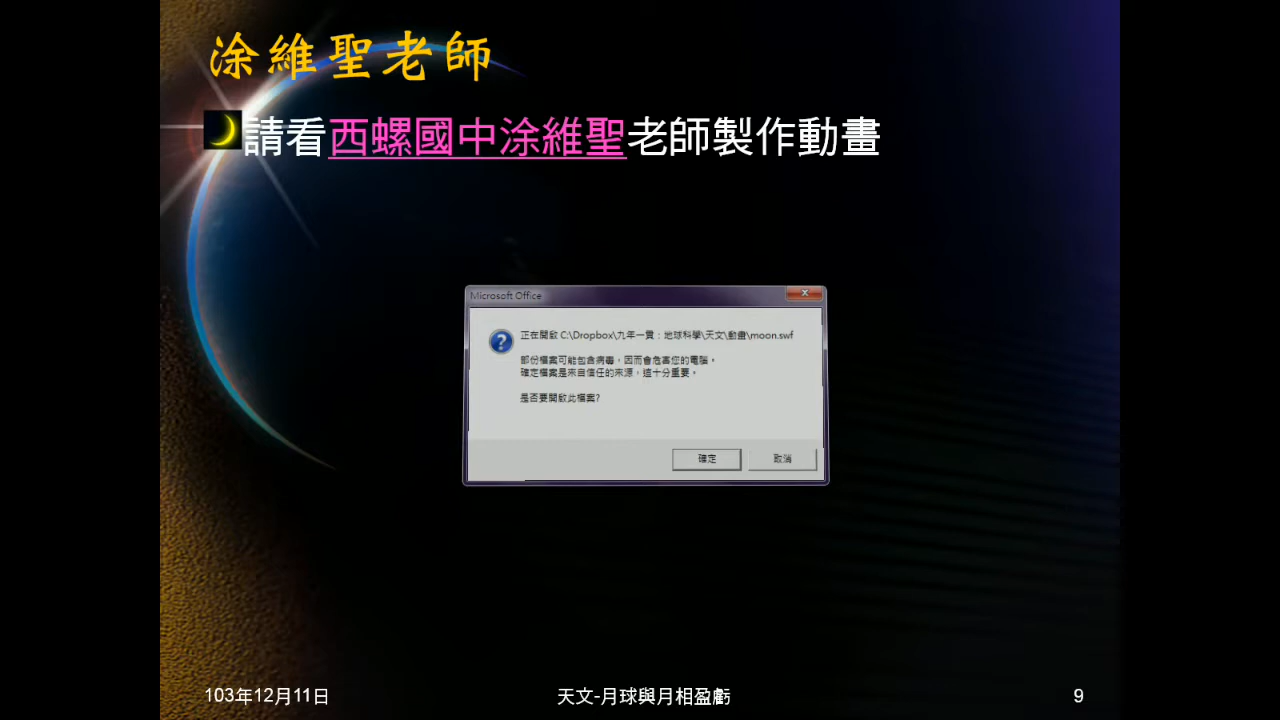 涂維聖老師
請看西螺國中涂維聖老師製作動畫
Microsoft Office
正在開啟 C:\Dropbox\九年一貫：地球科學\天文\動畫\moon.swf
部份檔案可能包含病毒，因而會危害您的電腦。
確定檔案是來自信任的來源，這十分重要。
是否要開啟此檔案?
確定
取消
103年12月11日
天文-月球與月相盈虧
9